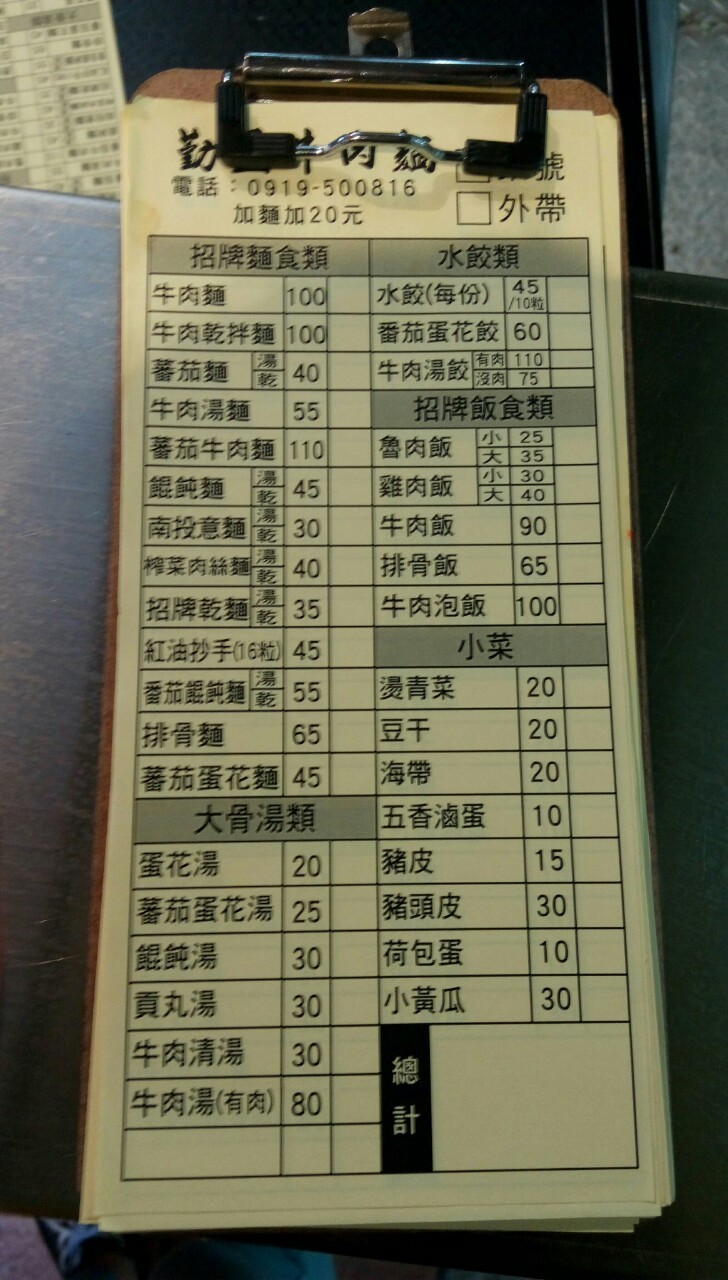 勤 牛肉麵
號
電話：0919-500816
外帶
加麵加20元
招牌麵食類
牛肉麵 100
牛肉乾拌麵 100
蕃茄麵 湯 乾 40
牛肉湯麵 55
蕃茄牛肉麵 110
餛飩麵 湯 乾 45
南投意麵 湯 乾 30
榨菜肉絲麵 湯 乾 40
招牌乾麵 湯 乾 35
紅油抄手(16粒) 45
番茄餛飩麵 湯 乾 55
排骨麵 65
蕃茄蛋花麵 45
大骨湯類
蛋花湯 20
蕃茄蛋花湯 25
餛飩湯 30
貢丸湯 30
牛肉清湯 30
牛肉湯(有肉) 80
水餃類
水餃(每份) 45/10粒
番茄蛋花餃 60
牛肉湯餃 有肉 110 沒肉 75
招牌飯食類
魯肉飯 小 25 大 35
雞肉飯 小 30 大 40
牛肉飯 90
排骨飯 65
牛肉泡飯 100
小菜
燙青菜 20
豆干 20
海帶 20
五香滷蛋 10
豬皮 15
豬頭皮 30
荷包蛋 10
小黃瓜 30
總計